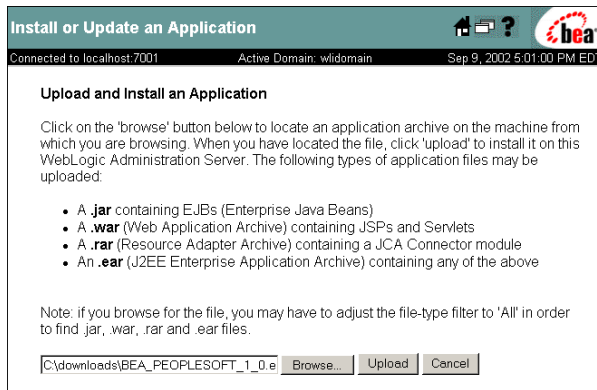 Install or Update an Application
?
bea
Connected to localhost:7001 Active Domain: wlidomain Sep 9, 2002 5:01:00 PM ED
Upload and Install an Application
Click on the 'browse' button below to locate an application archive on the machine from
which you are browsing. When you have located the file, click 'upload' to install it on this
WebLogic Administration Server. The following types of application files may be
uploaded:
• A .jar containing EJBs (Enterprise Java Beans)
• A .war (Web Application Archive) containing JSPs and Servlets
• A .rar (Resource Adapter Archive) containing a JCA Connector module
• An .ear (J2EE Enterprise Application Archive) containing any of the above
Note: if you browse for the file, you may have to adjust the file-type filter to 'All' in order
to find .jar, .war, .rar and .ear files.
C:\downloads\BEA_PEOPLESOFT_1_0.e Browse... Upload Cancel